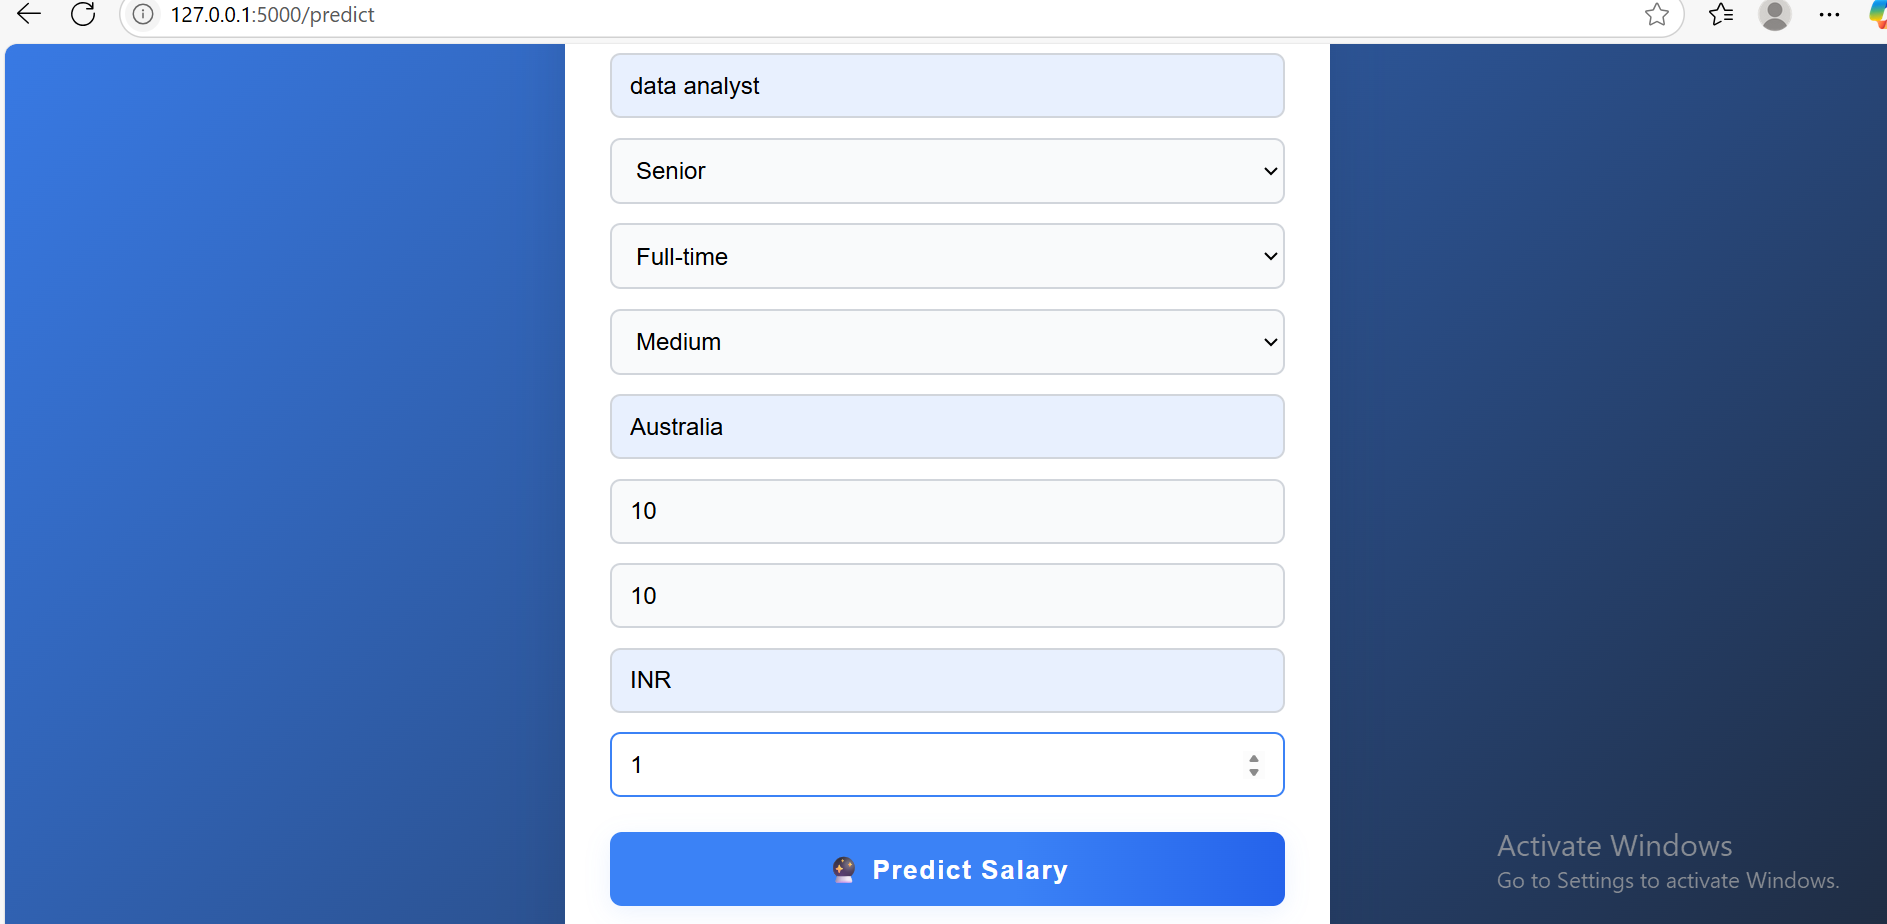 127.0.0.1:5000/predict
data analyst
Senior
Full-time
Medium
Australia
10
10
INR
1
Predict Salary
Activate Windows
Go to Settings to activate Windows.